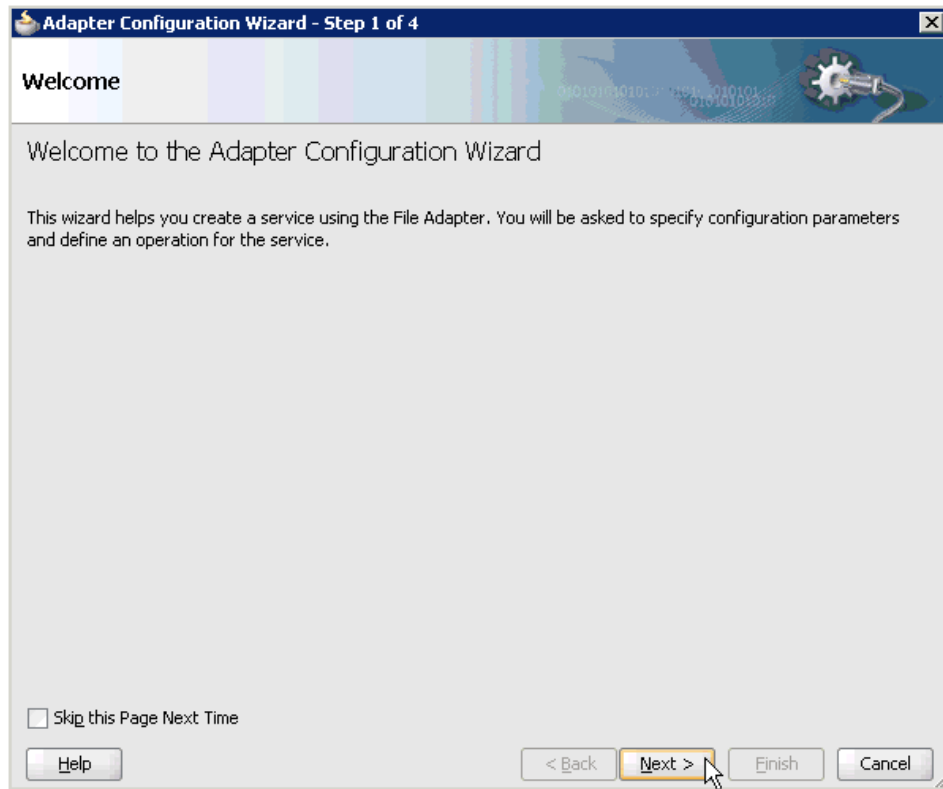 Adapter Configuration Wizard - Step 1 of 4
Welcome
Welcome to the Adapter Configuration Wizard
This wizard helps you create a service using the File Adapter. You will be asked to specify configuration parameters
and define an operation for the service.
Skip this Page Next Time
Help
< Back
Next >
Finish
Cancel